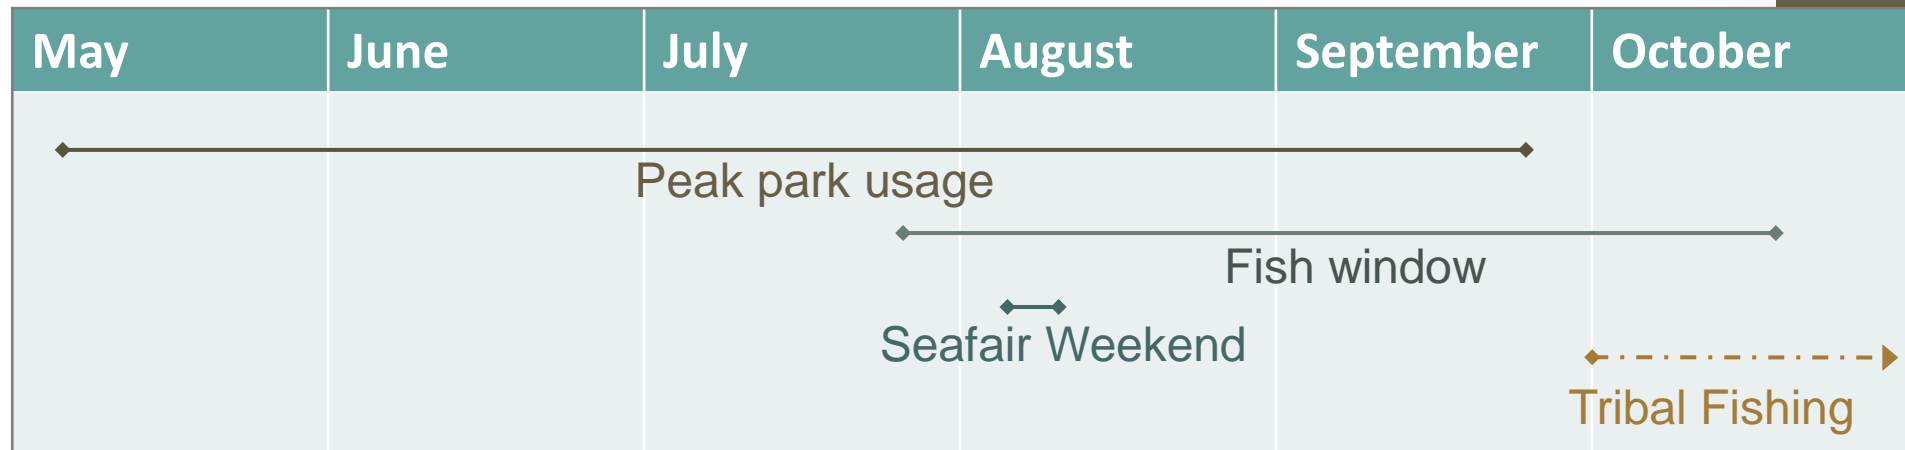 May June July August September October
Peak park usage
Fish window
Seafair Weekend
Tribal Fishing